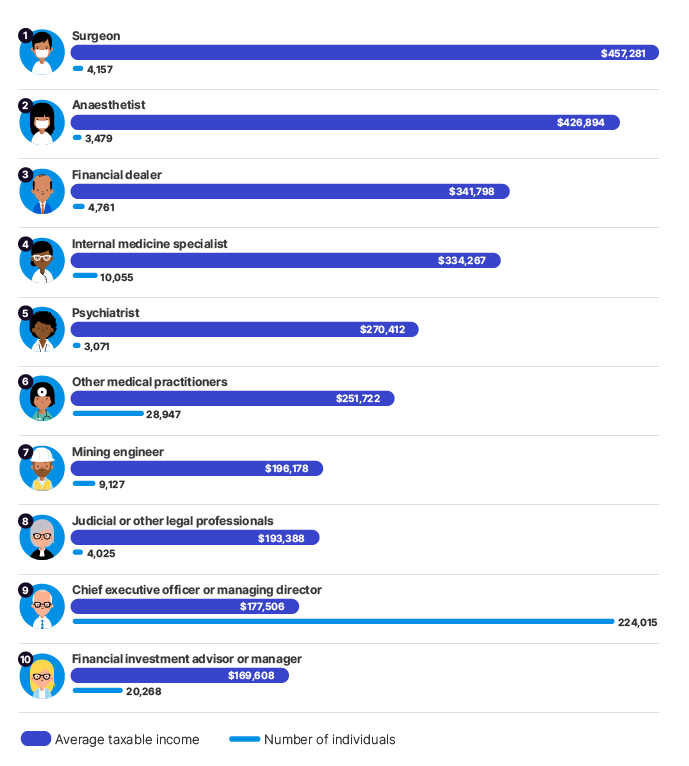 1
Surgeon
$457,281
4,157
2
Anaesthetist
$426,894
3,479
3
Financial dealer
$341,798
4,761
4
Internal medicine specialist
$334,267
10,055
5
Psychiatrist
$270,412
3,071
6
Other medical practitioners
$251,722
28,947
7
Mining engineer
$196,178
9,127
8
Judicial or other legal professionals
$193,388
4,025
9
Chief executive officer or managing director
$177,506
224,015
10
Financial investment advisor or manager
$169,608
20,268
Average taxable income Number of individuals